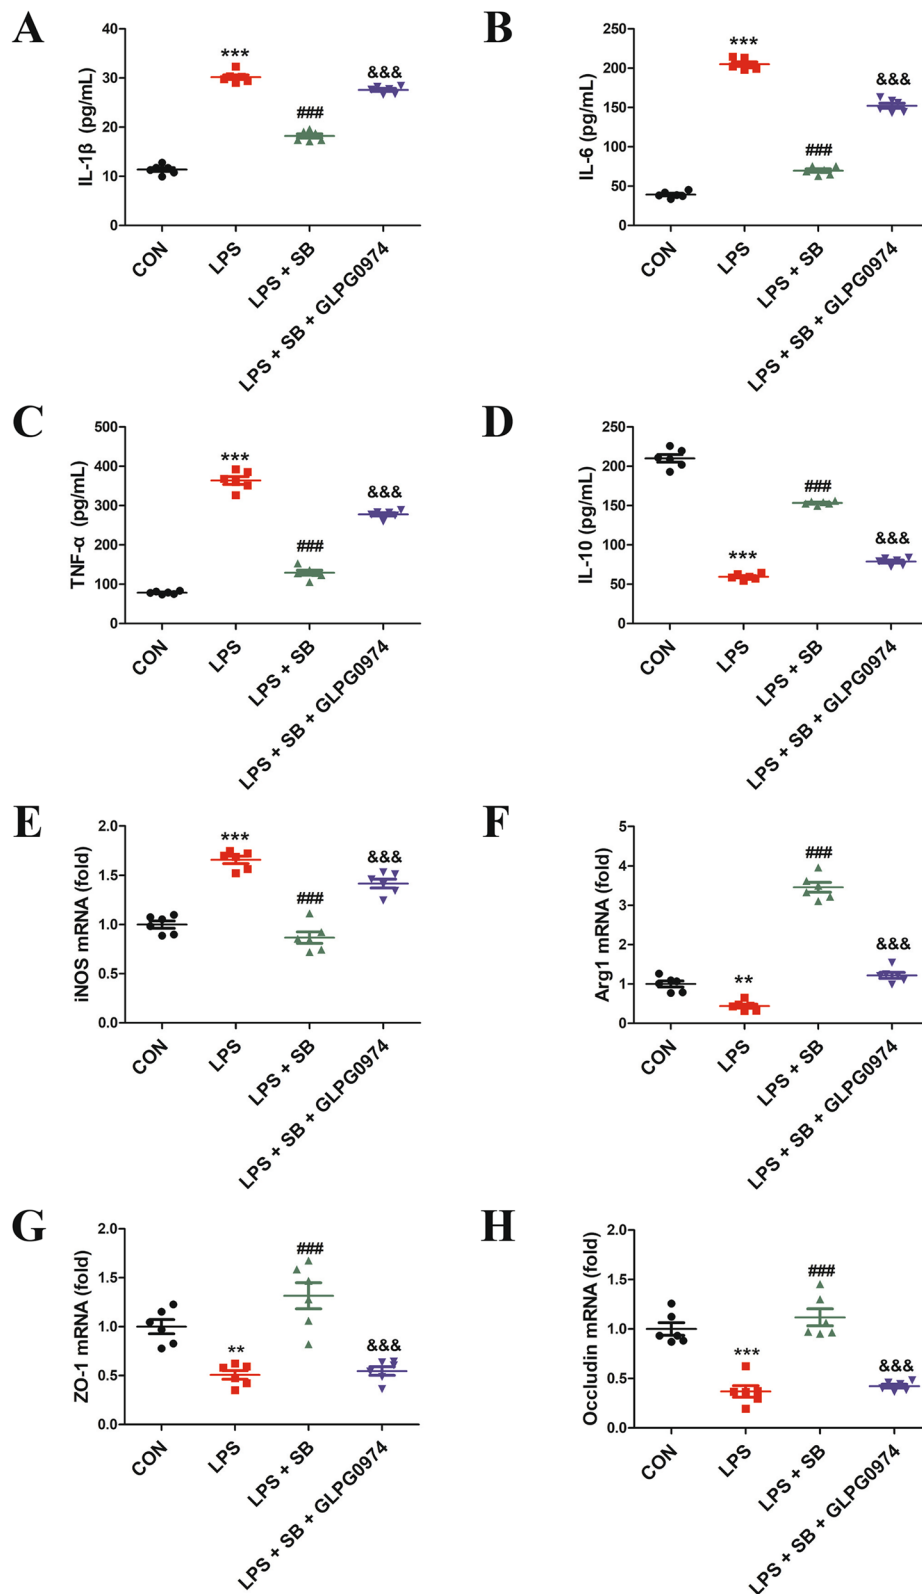 A
IL-1β (pg/mL)
40
30
20
10
0
***
###
&&&
CON
LPS
LPS + SB
LPS + SB + GLPG0974
B
IL-6 (pg/mL)
250
200
150
100
50
0
***
###
&&&
CON
LPS
LPS + SB
LPS + SB + GLPG0974
C
TNF-α (pg/mL)
500
400
300
200
100
0
***
###
&&&
CON
LPS
LPS + SB
LPS + SB + GLPG0974
D
IL-10 (pg/mL)
250
200
150
100
50
0
***
###
&&&
CON
LPS
LPS + SB
LPS + SB + GLPG0974
E
iNOS mRNA (fold)
2.0
1.5
1.0
0.5
0.0
***
###
&&&
CON
LPS
LPS + SB
LPS + SB + GLPG0974
F
Arg1 mRNA (fold)
5
4
3
2
1
0
**
###
&&&
CON
LPS
LPS + SB
LPS + SB + GLPG0974
G
ZO-1 mRNA (fold)
2.0
1.5
1.0
0.5
0.0
**
###
&&&
CON
LPS
LPS + SB
LPS + SB + GLPG0974
H
Occludin mRNA (fold)
2.0
1.5
1.0
0.5
0.0
***
###
&&&
CON
LPS
LPS + SB
LPS + SB + GLPG0974